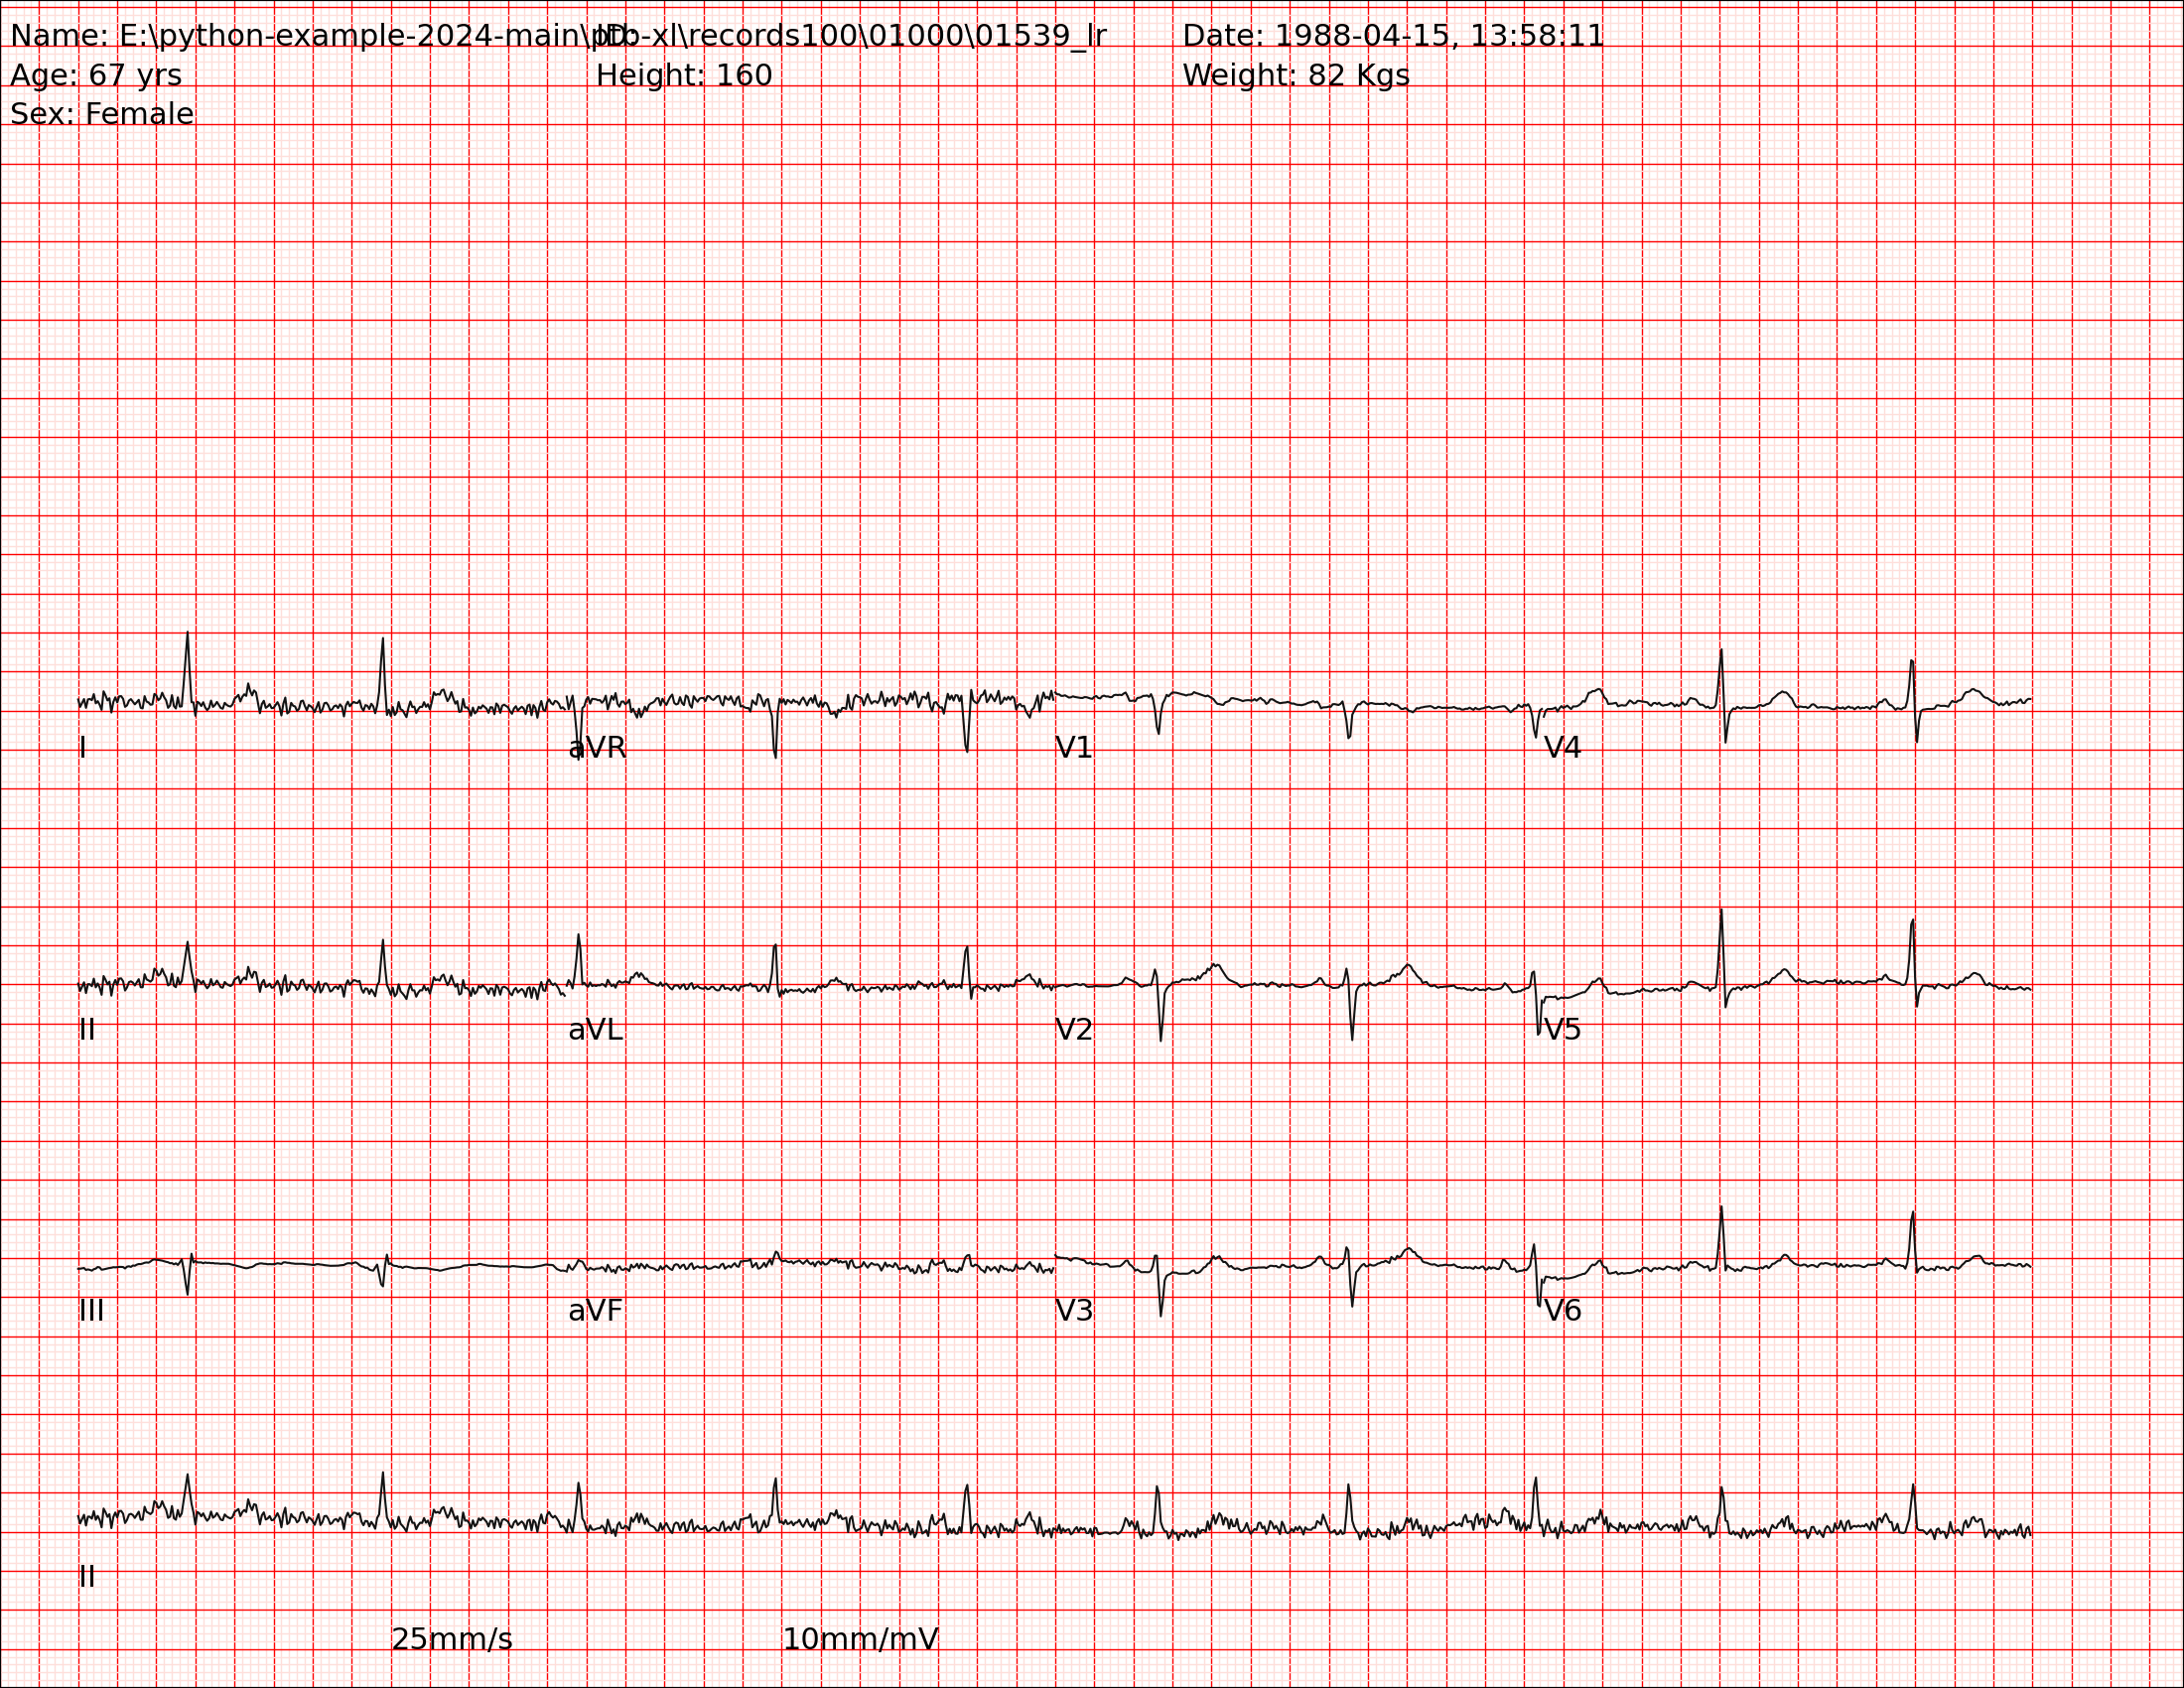 Name: E:\python-example-2024-main\ptb-xl\records100\01000\01539_lr ID: Date: 1988-04-15, 13:58:11
Age: 67 yrs Height: 160 Weight: 82 Kgs
Sex: Female
I aVR V1 V4
II aVL V2 V5
III aVF V3 V6
II
25mm/s 10mm/mV